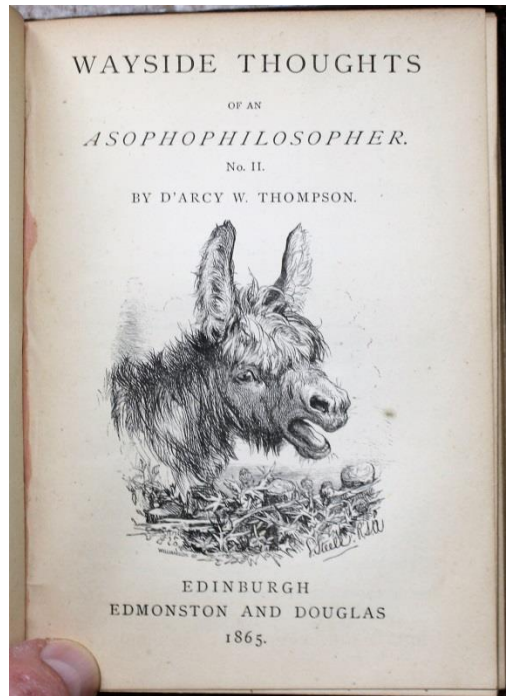 WAYSIDE THOUGHTS
OF AN
ASOPHOPHILOSOPHER.
No. II.
BY D'ARCY W. THOMPSON.
EDINBURGH
EDMONSTON AND DOUGLAS
1865.